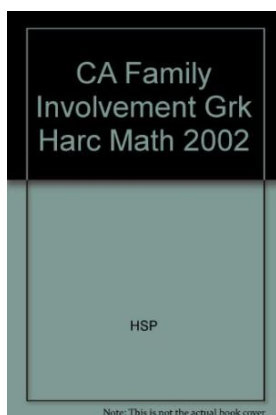 CA Family
Involvement Grk
Harc Math 2002
HSP
Note: This is not the actual book cover